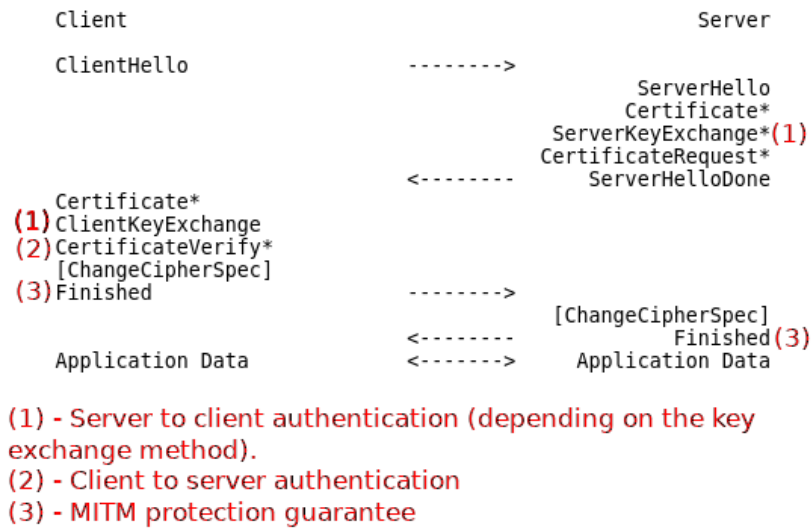 Client Server
ClientHello -------->
ServerHello
Certificate*
ServerKeyExchange*(1)
CertificateRequest*
<-------- ServerHelloDone
Certificate*
(1)ClientKeyExchange
(2)CertificateVerify*
[ChangeCipherSpec]
(3)Finished -------->
[ChangeCipherSpec]
<-------- Finished(3)
Application Data <-------> Application Data
(1) - Server to client authentication (depending on the key
exchange method).
(2) - Client to server authentication
(3) - MITM protection guarantee